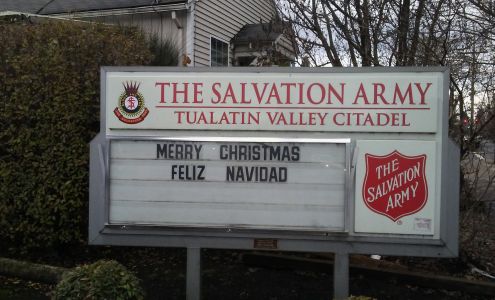 THE SALVATION ARMY
TUALATIN VALLEY CITADEL
MERRY CHRISTMAS
FELIZ NAVIDAD
THE
SALVATION
ARMY